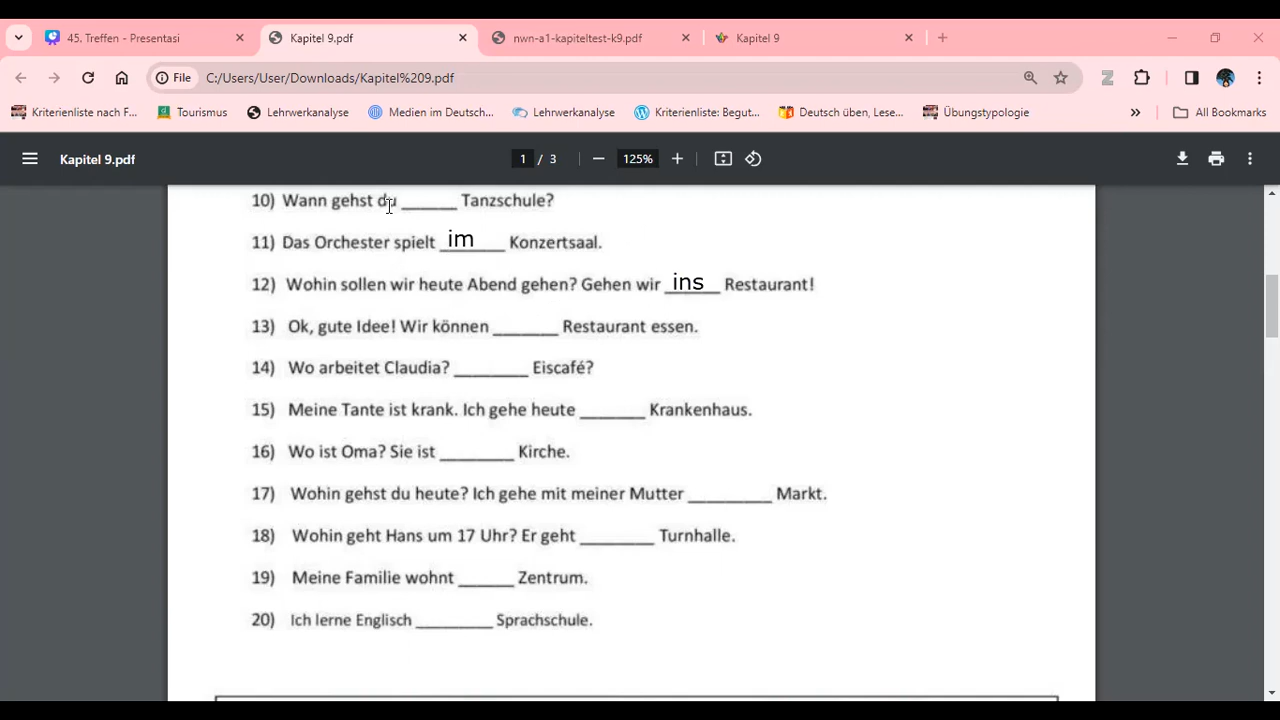 45. Treffen - Presentasi
Kapitel 9.pdf
nwn-a1-kapiteltest-k9.pdf
Kapitel 9
File
C:/Users/User/Downloads/Kapitel%209.pdf
Kriterienliste nach F...
Tourismus
Lehrwerkanalyse
Medien im Deutsch...
Lehrwerkanalyse
Kriterienliste: Begut...
Deutsch üben, Lese...
Übungstypologie
All Bookmarks
Kapitel 9.pdf
1 / 3
125%
10) Wann gehst du ______ Tanzschule?
11) Das Orchester spielt im Konzertsaal.
12) Wohin sollen wir heute Abend gehen? Gehen wir ins Restaurant!
13) Ok, gute Idee! Wir können _______ Restaurant essen.
14) Wo arbeitet Claudia? ________ Eiscafé?
15) Meine Tante ist krank. Ich gehe heute _______ Krankenhaus.
16) Wo ist Oma? Sie ist ________ Kirche.
17) Wohin gehst du heute? Ich gehe mit meiner Mutter _________ Markt.
18) Wohin geht Hans um 17 Uhr? Er geht ________ Turnhalle.
19) Meine Familie wohnt ______ Zentrum.
20) Ich lerne Englisch _________ Sprachschule.